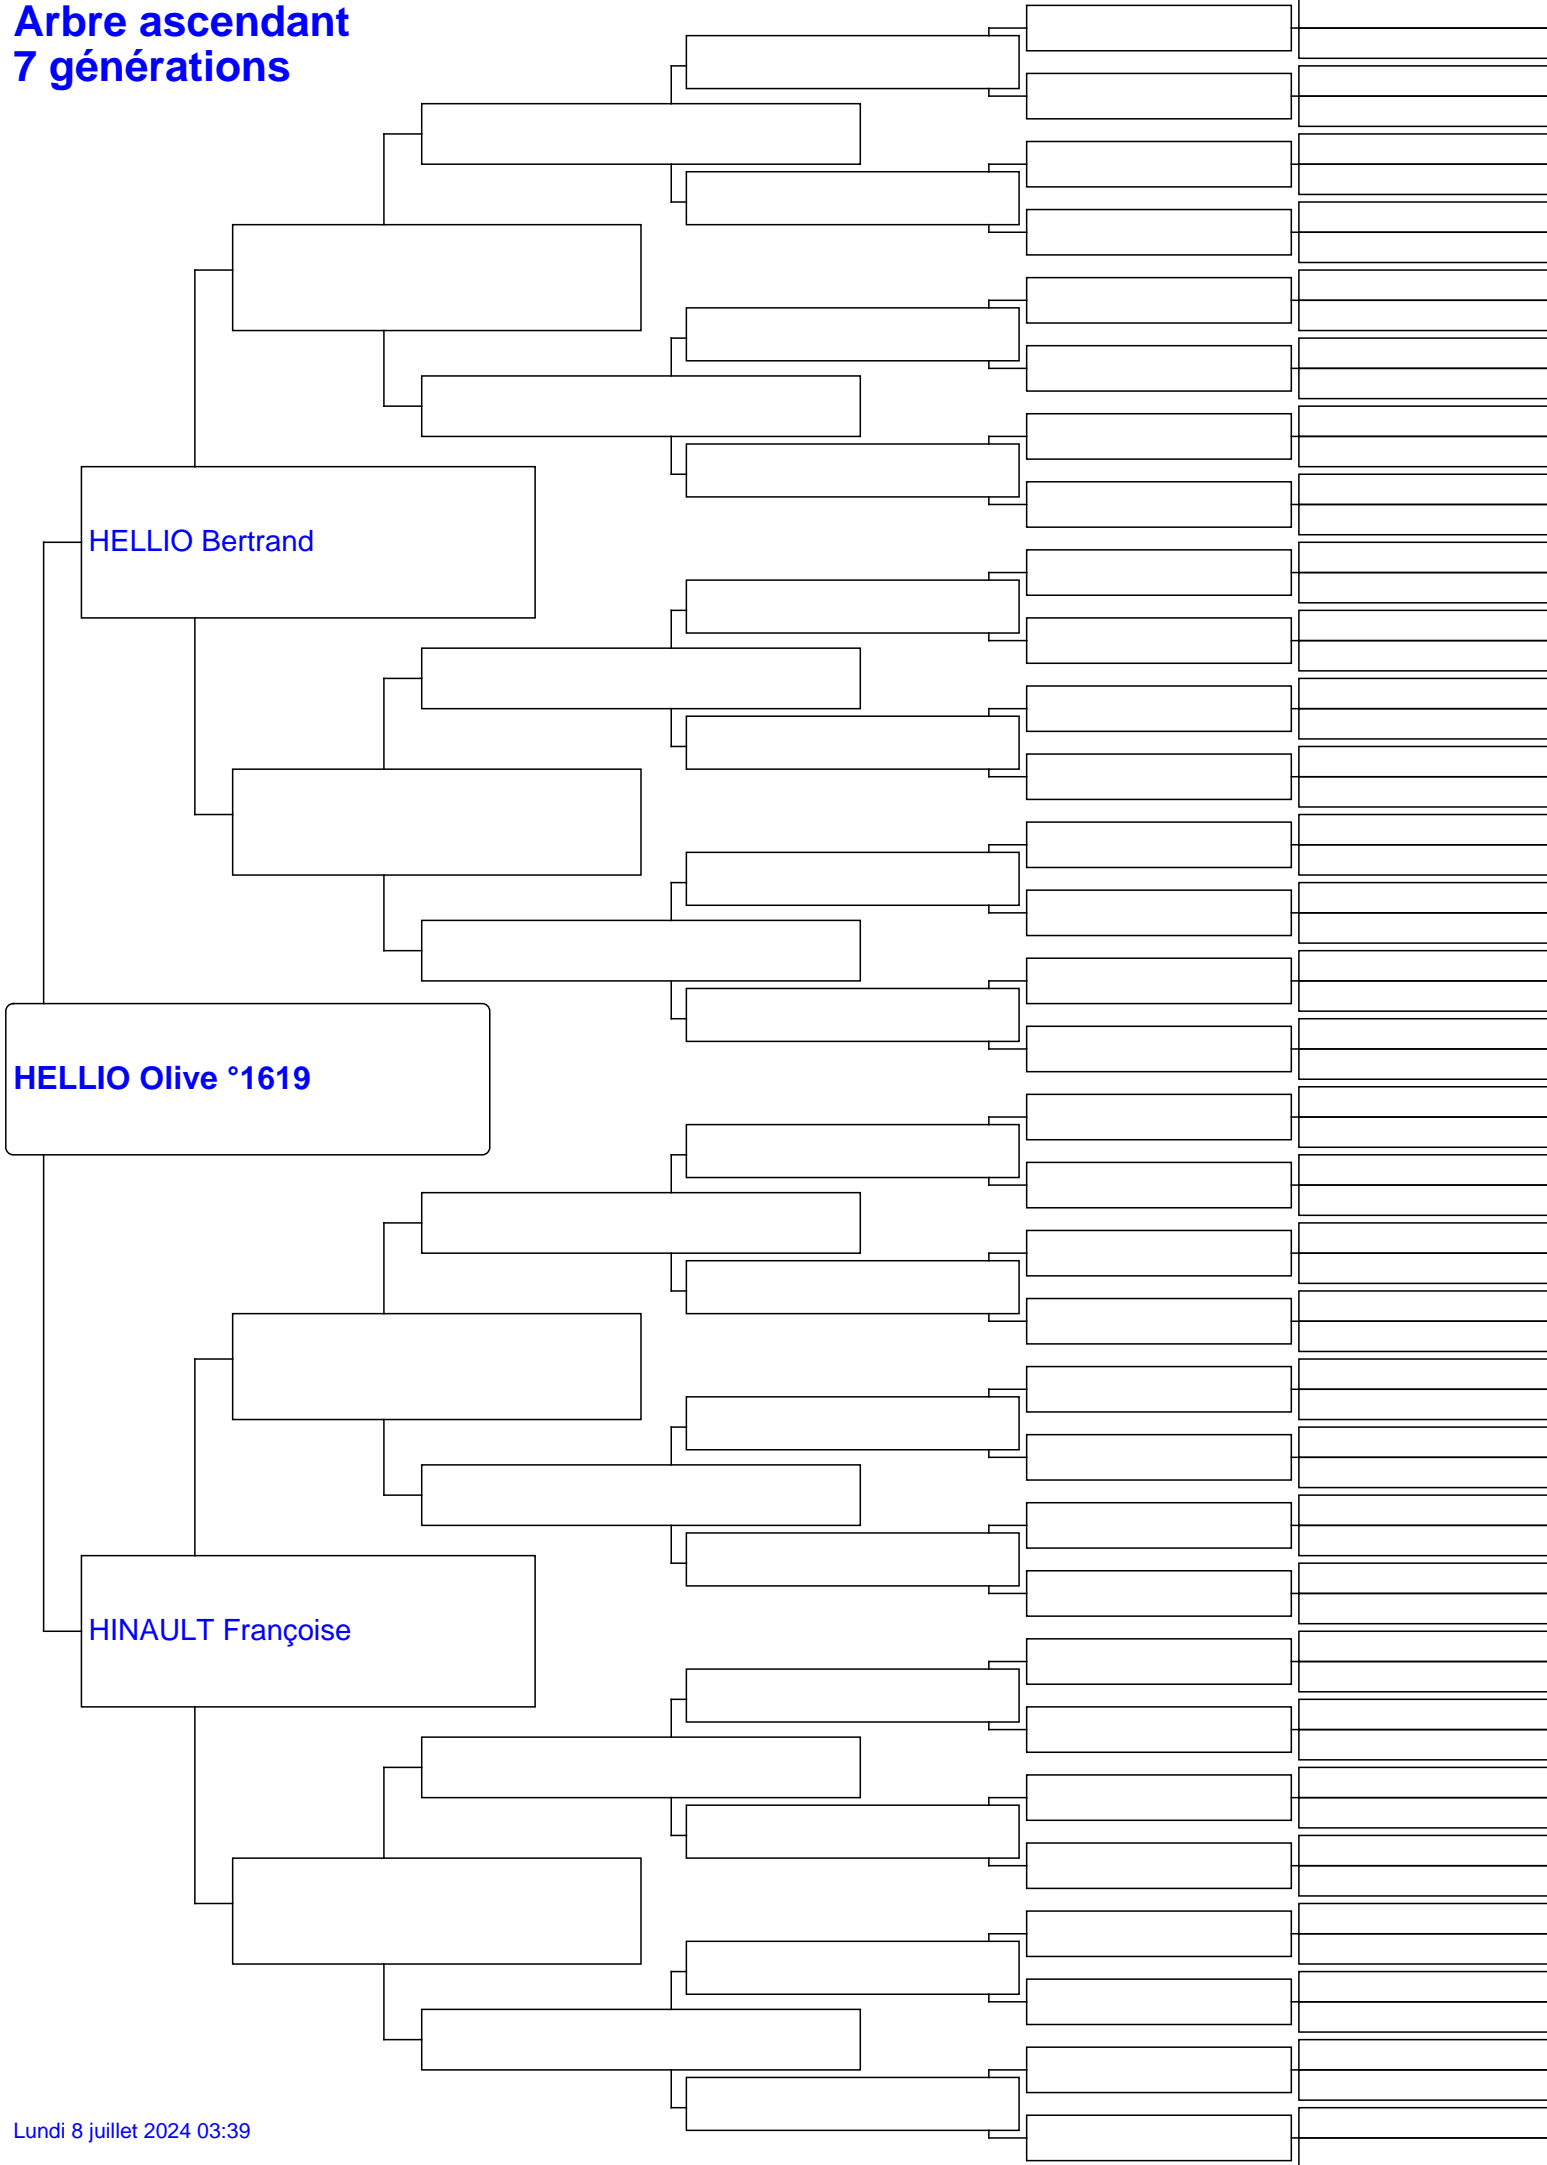 Arbre ascendant
7 générations
HELLIO Bertrand
HELLIO Olive °1619
HINAULT Françoise
Lundi 8 juillet 2024 03:39